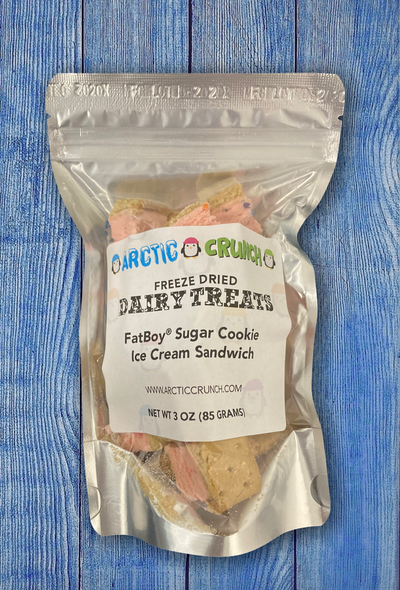 ARCTIC CRUNCH
FREEZE DRIED
DAIRY TREATS
FatBoy® Sugar Cookie
Ice Cream Sandwich
WWW.ARCTICCRUNCH.COM
NET WT 3 OZ (85 GRAMS)